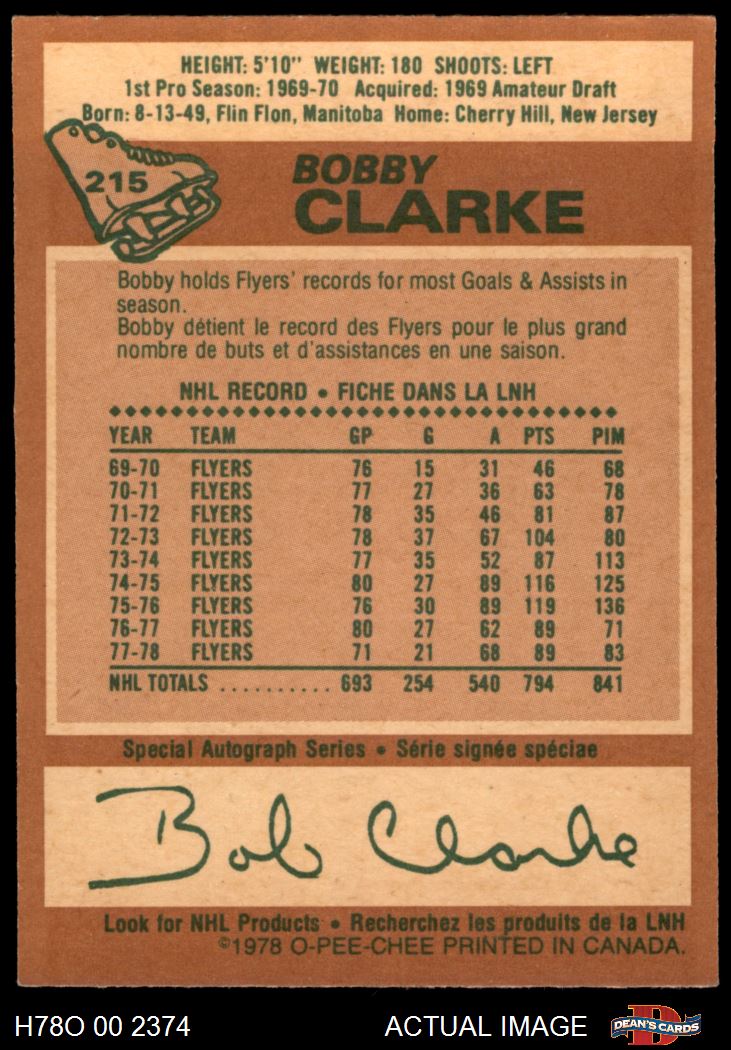 HEIGHT: 5'10" WEIGHT: 180 SHOOTS: LEFT
1st Pro Season: 1969-70 Acquired: 1969 Amateur Draft
Born: 8-13-49, Flin Flon, Manitoba Home: Cherry Hill, New Jersey
215
BOBBY
CLARKE
Bobby holds Flyers' records for most Goals & Assists in
season.
Bobby détient le record des Flyers pour le plus grand
nombre de buts et d'assistances en une saison.
NHL RECORD • FICHE DANS LA LNH
YEAR TEAM GP G A PTS PIM
69-70 FLYERS 76 15 31 46 68
70-71 FLYERS 77 27 36 63 78
71-72 FLYERS 78 35 46 81 87
72-73 FLYERS 78 37 67 104 80
73-74 FLYERS 77 35 52 87 113
74-75 FLYERS 80 27 89 116 125
75-76 FLYERS 76 30 89 119 136
76-77 FLYERS 80 27 62 89 71
77-78 FLYERS 71 21 68 89 83
NHL TOTALS .......... 693 254 540 794 841
Special Autograph Series • Série signée spéciae
Bob Clarke
Look for NHL Products • Recherchez les produits de la LNH
©1978 O-PEE-CHEE PRINTED IN CANADA.
H78O 00 2374 ACTUAL IMAGE D DEAN'S CARDS